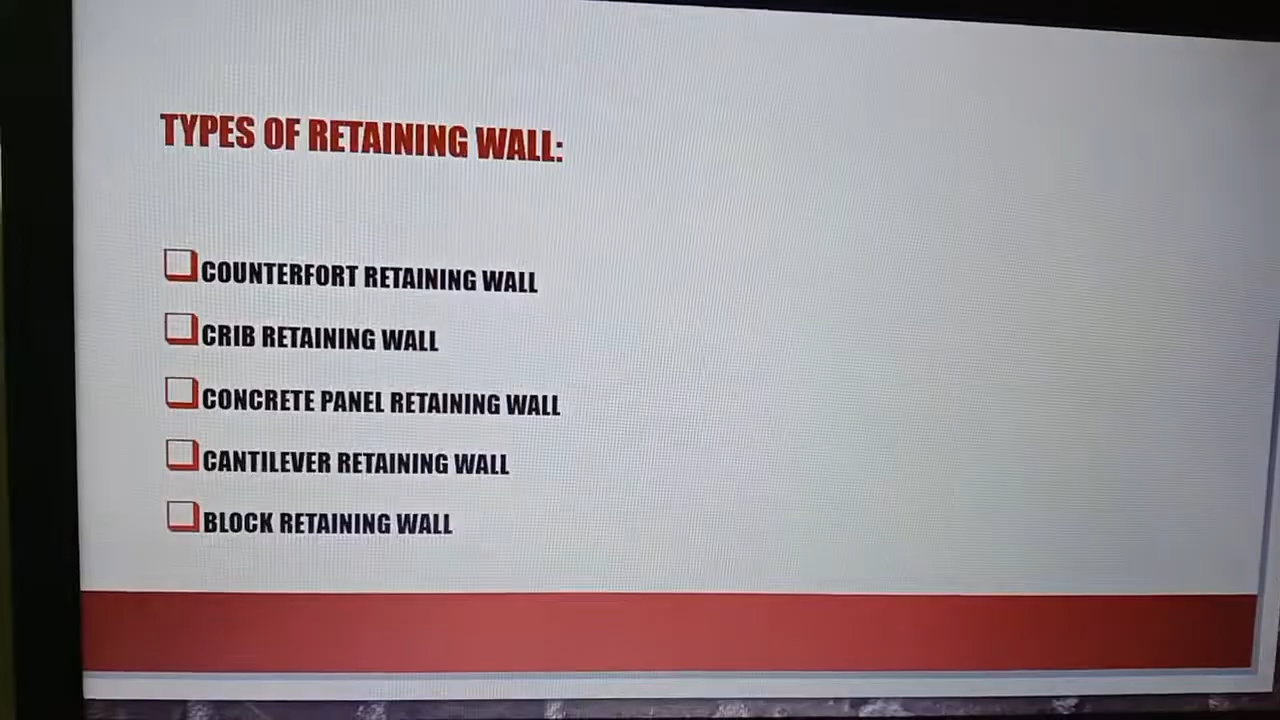 TYPES OF RETAINING WALL:
COUNTERFORT RETAINING WALL
CRIB RETAINING WALL
CONCRETE PANEL RETAINING WALL
CANTILEVER RETAINING WALL
BLOCK RETAINING WALL